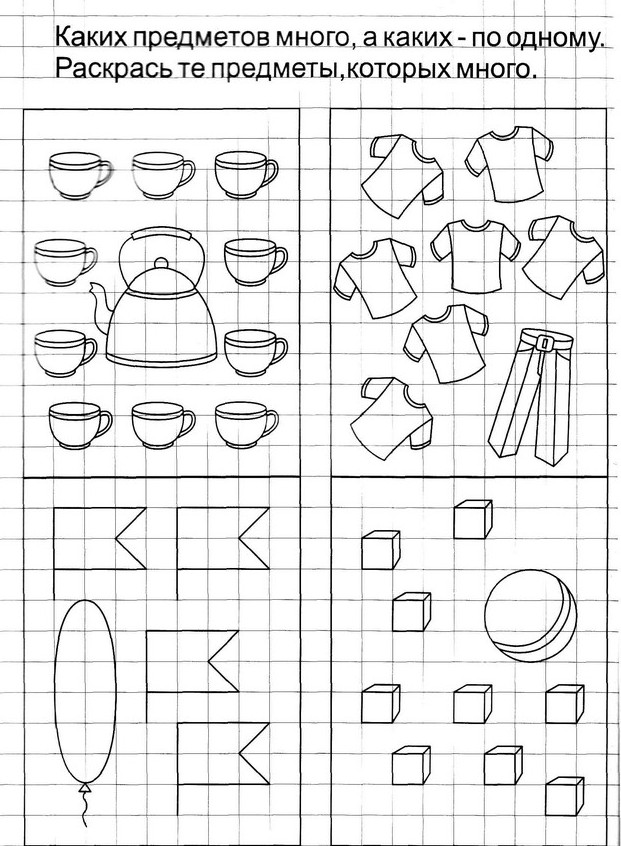 Каких предметов много, а каких - по одному.
Раскрась те предметы,которых много.